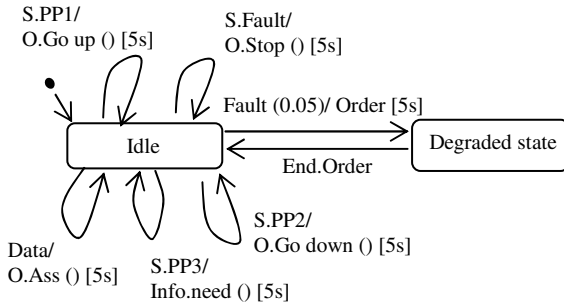 S.PP1/
O.Go up () [5s]
S.Fault/
O.Stop () [5s]
Fault (0.05)/ Order [5s]
Idle
Degraded state
End.Order
Data/
O.Ass () [5s]
S.PP3/
Info.need () [5s]
S.PP2/
O.Go down () [5s]